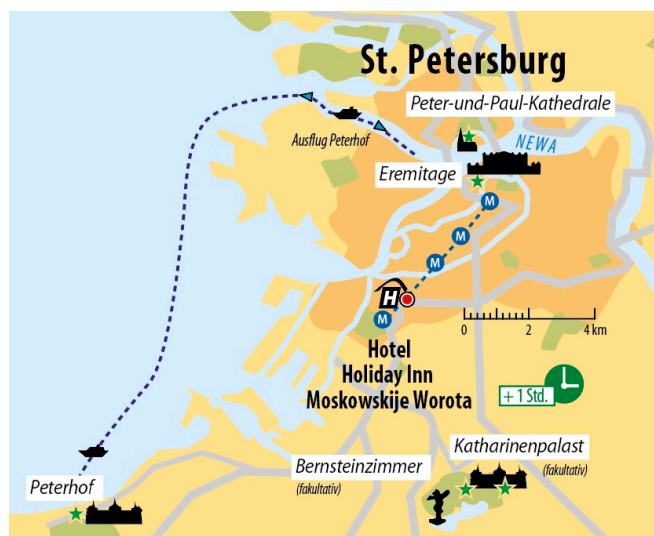 St. Petersburg
Peter-und-Paul-Kathedrale
Ausflug Peterhof
NEWA
Eremitage
M
M
M
H
M
0 2 4 km
Hotel
Holiday Inn
Moskowskije Worota
+ 1 Std.
Katharinenpalast
(fakultativ)
Bernsteinzimmer
(fakultativ)
Peterhof